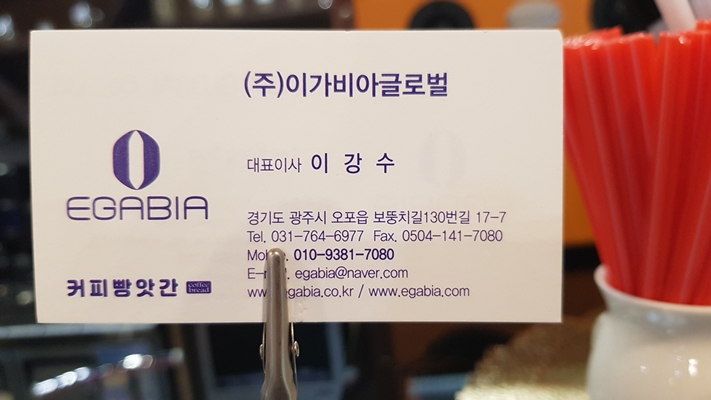 (주)이가비아글로벌
대표이사 이 강 수
EGABIA
경기도 광주시 오포읍 보뚱치길130번길 17-7
Tel. 031-764-6977 Fax. 0504-141-7080
010-9381-7080
egabia@naver.com
커피빵앗간 coffee bread
/ www.egabia.com